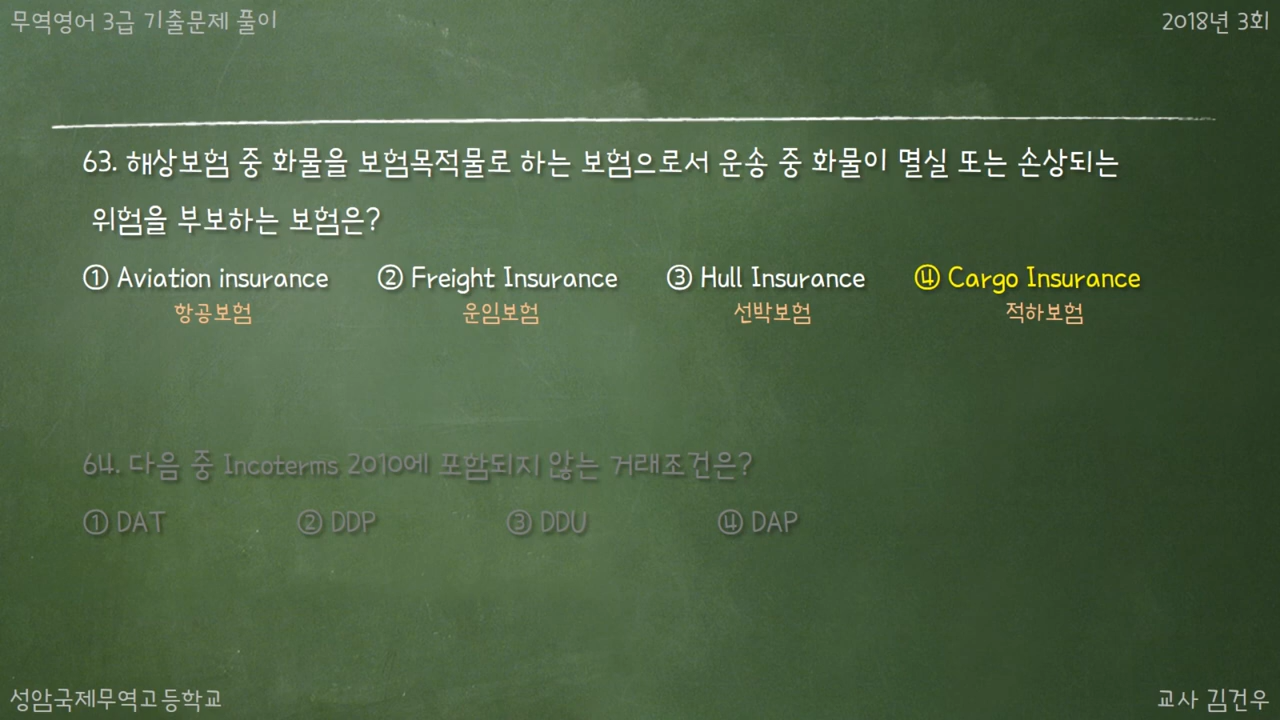 무역영어 3급 기출문제 풀이
2018년 3회
63. 해상보험 중 화물을 보험목적물로 하는 보험으로서 운송 중 화물이 멸실 또는 손상되는
위험을 부보하는 보험은?
① Aviation insurance ② Freight Insurance ③ Hull Insurance ④ Cargo Insurance
항공보험 운임보험 선박보험 적하보험
64. 다음 중 Incoterms 2010에 포함되지 않는 거래조건은?
① DAT ② DDP ③ DDU ④ DAP
성암국제무역고등학교
교사 김건우